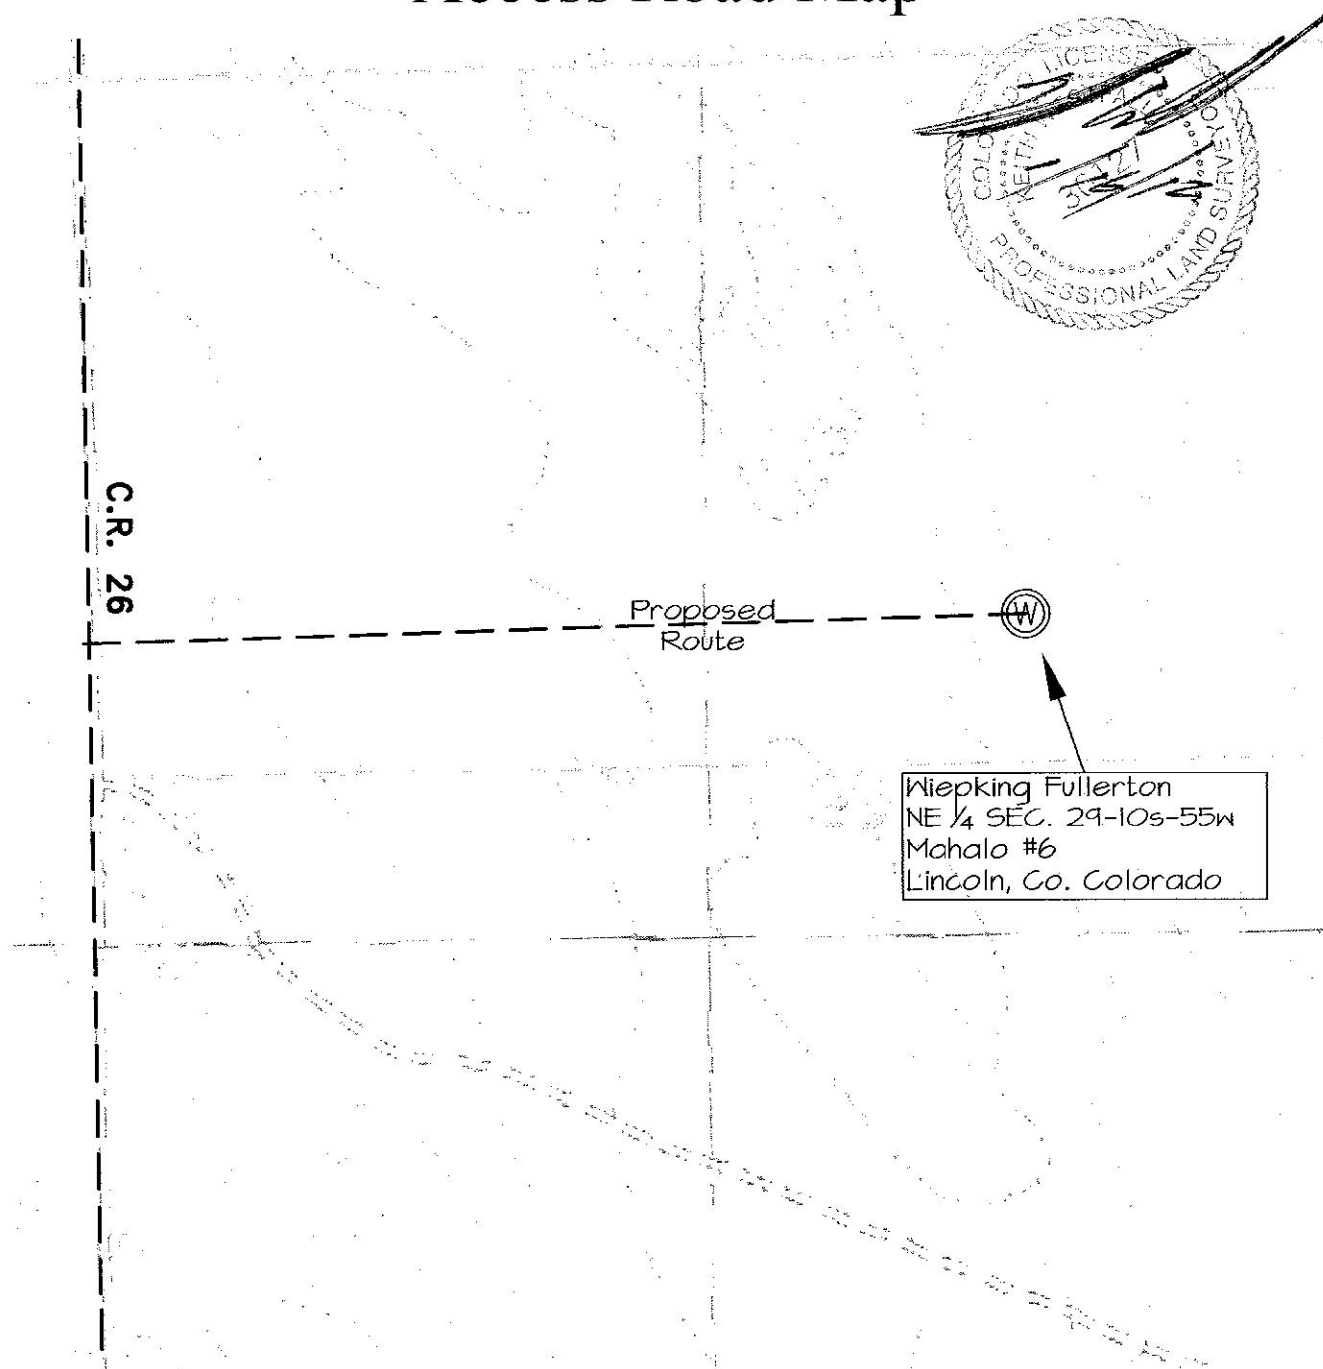 Access Road Map
COLORADO LICENSED
PROFESSIONAL LAND SURVEYOR
KEITH
C.R. 26
Proposed
Route
W
Wiepking Fullerton
NE 1/4 SEC. 29-10s-55w
Mahalo #6
Lincoln, Co. Colorado